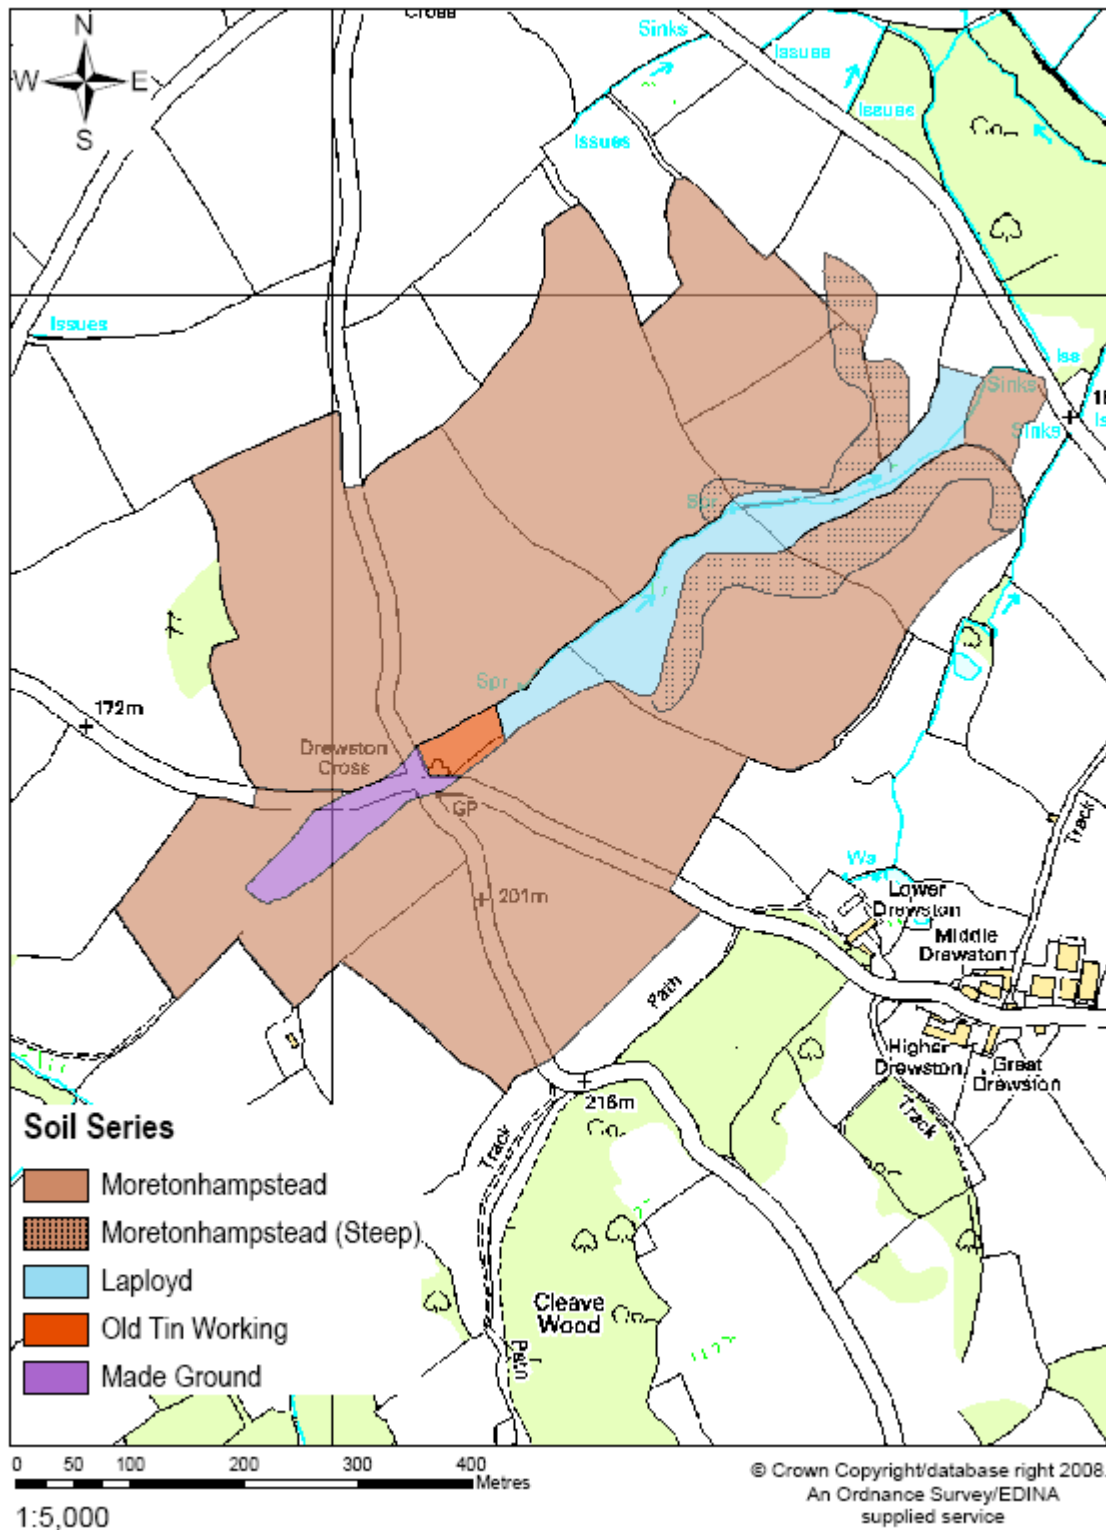 Cross
N
W
E
S
Sinks
Issues
Issues
Issues
Issues
Iss
Sinks
Sinks
Spr
Spr
172m
Drewston
Cross
GP
201m
Track
Lower
Drewston
Middle
Drewston
Path
Higher
Drewston
Great
Drewston
216m
Track
Track
Cleave
Wood
Path
Soil Series
Moretonhampstead
Moretonhampstead (Steep)
Laployd
Old Tin Working
Made Ground
0 50 100 200 300 400
Metres
1:5,000
© Crown Copyright/database right 2008.
An Ordnance Survey/EDINA
supplied service